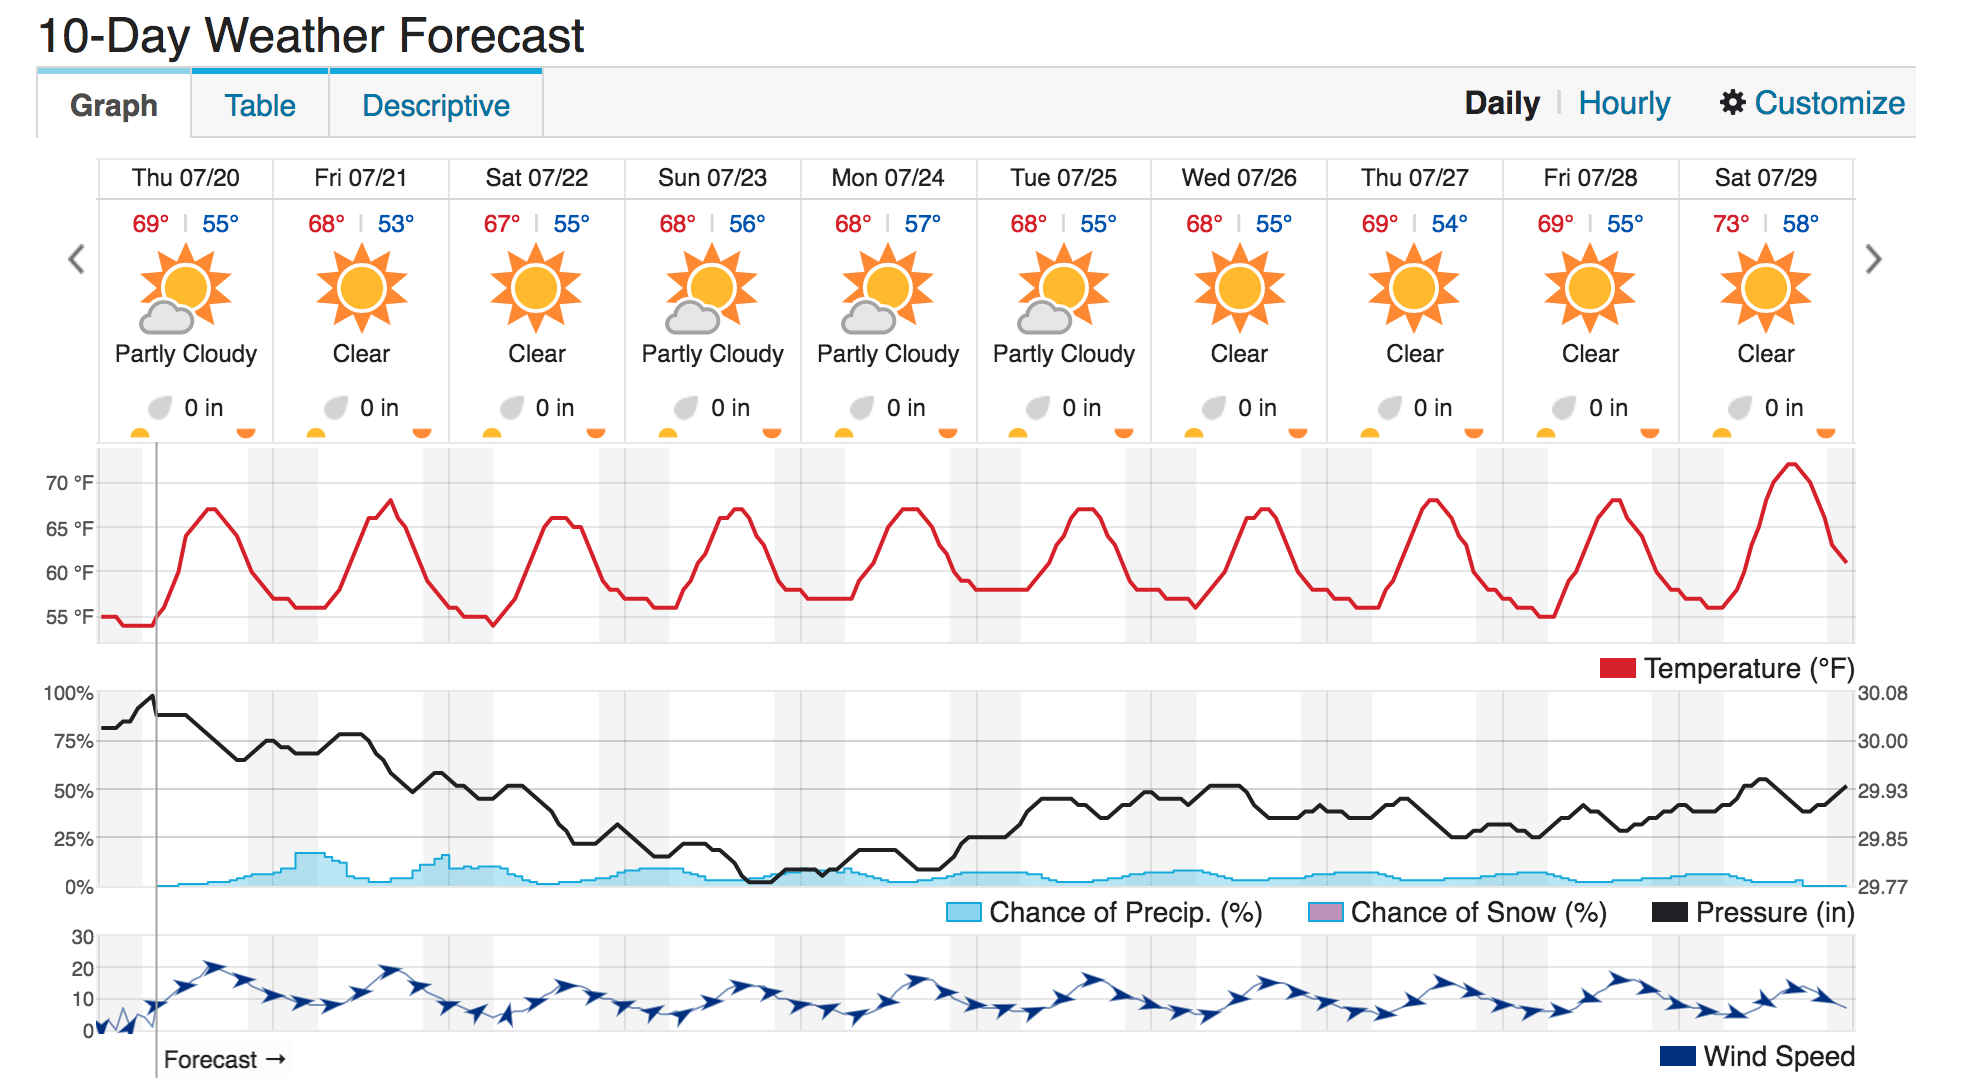 10-Day Weather Forecast
Graph Table Descriptive Daily | Hourly Customize
Thu 07/20 Fri 07/21 Sat 07/22 Sun 07/23 Mon 07/24 Tue 07/25 Wed 07/26 Thu 07/27 Fri 07/28 Sat 07/29
69° | 55° 68° | 53° 67° | 55° 68° | 56° 68° | 57° 68° | 55° 68° | 55° 69° | 54° 69° | 55° 73° | 58°
Partly Cloudy Clear Clear Partly Cloudy Partly Cloudy Partly Cloudy Clear Clear Clear Clear
0 in 0 in 0 in 0 in 0 in 0 in 0 in 0 in 0 in 0 in
70 °F
65 °F
60 °F
55 °F
Temperature (°F)
100% 30.08
75% 30.00
50% 29.93
25% 29.85
0% 29.77
Chance of Precip. (%) Chance of Snow (%) Pressure (in)
30
20
10
0
Forecast → Wind Speed